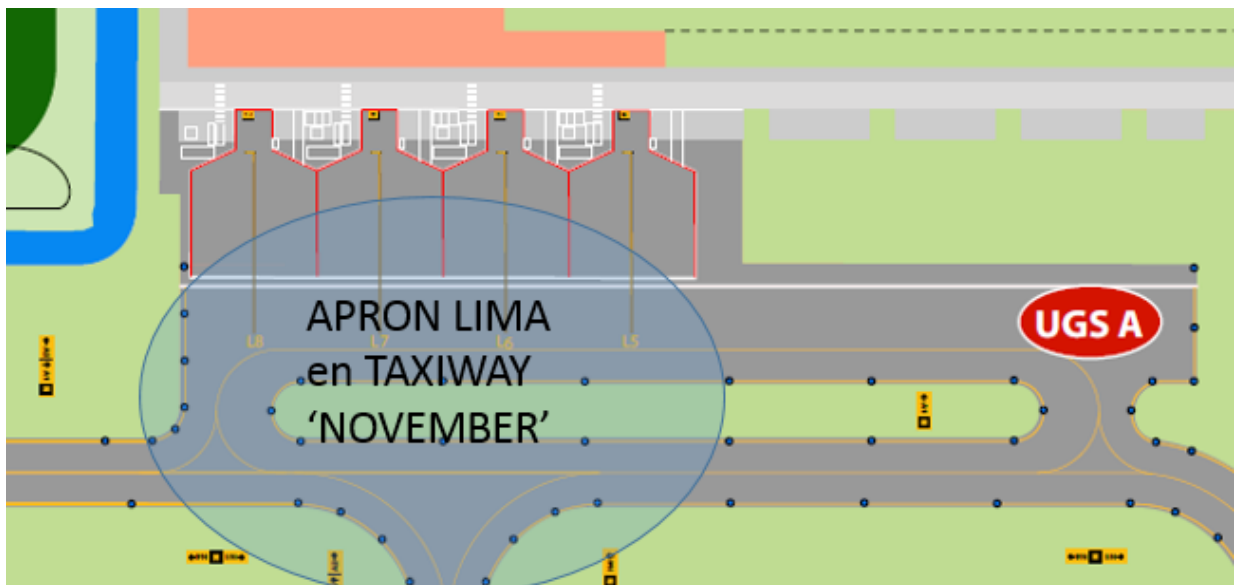 APRON LIMA
en TAXIWAY
‘NOVEMBER’
UGS A
L8
L7
L6
L5